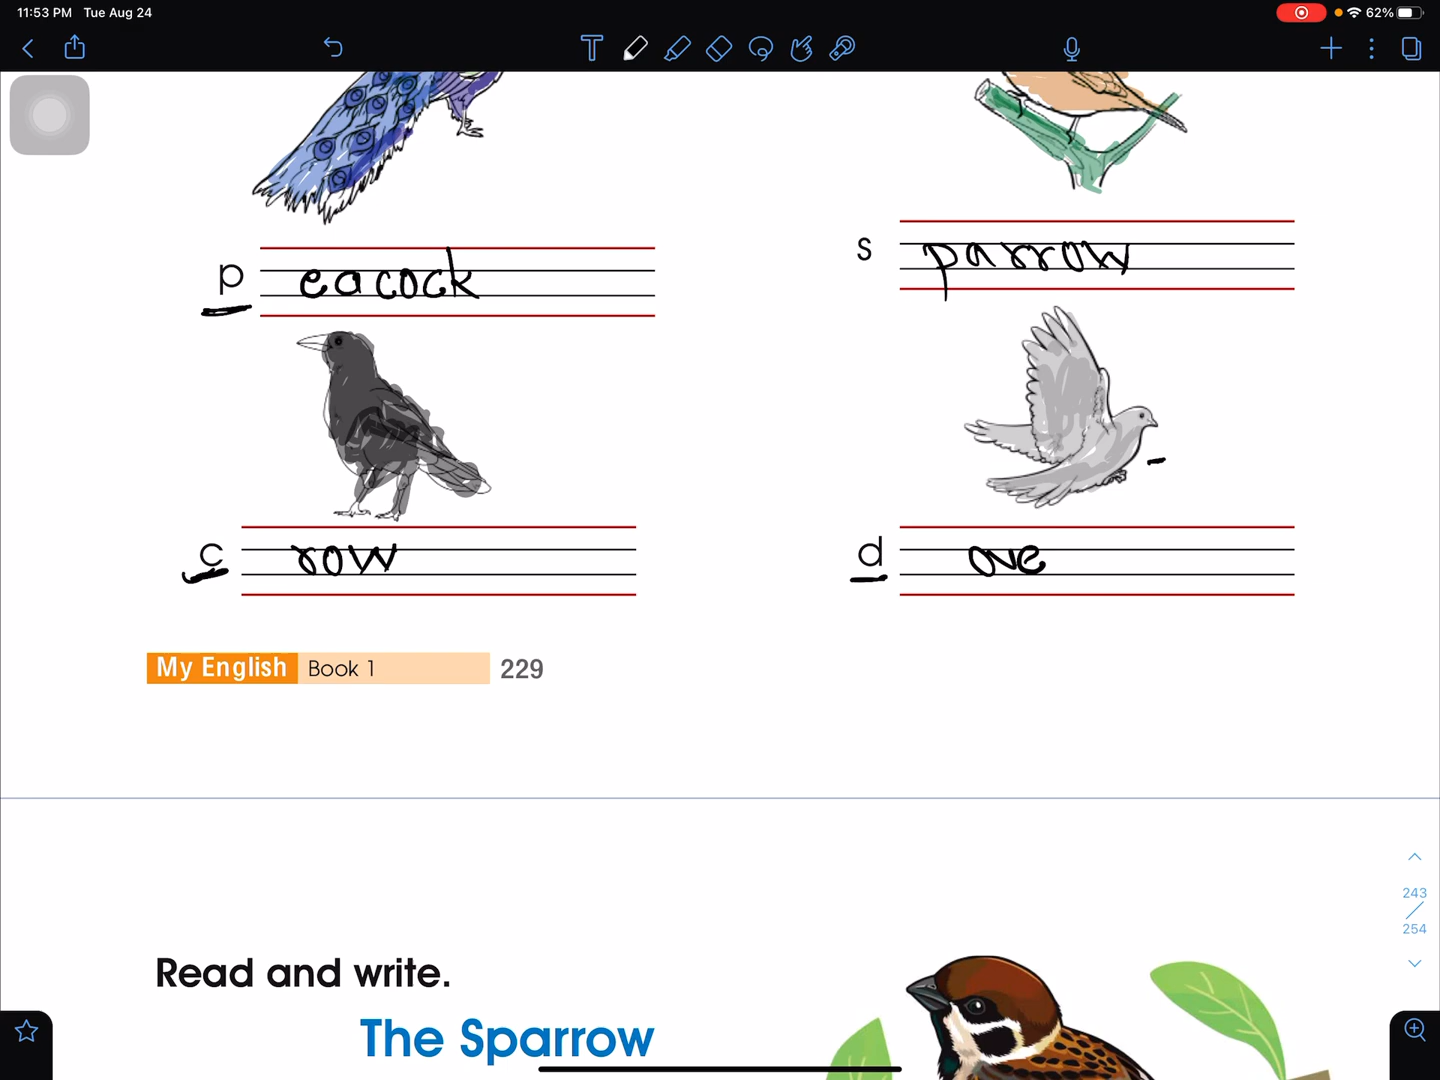 11:53 PM Tue Aug 24
62%
T
p eacock
s parrow
c row
d ove
My English Book 1 229
243
254
Read and write.
The Sparrow